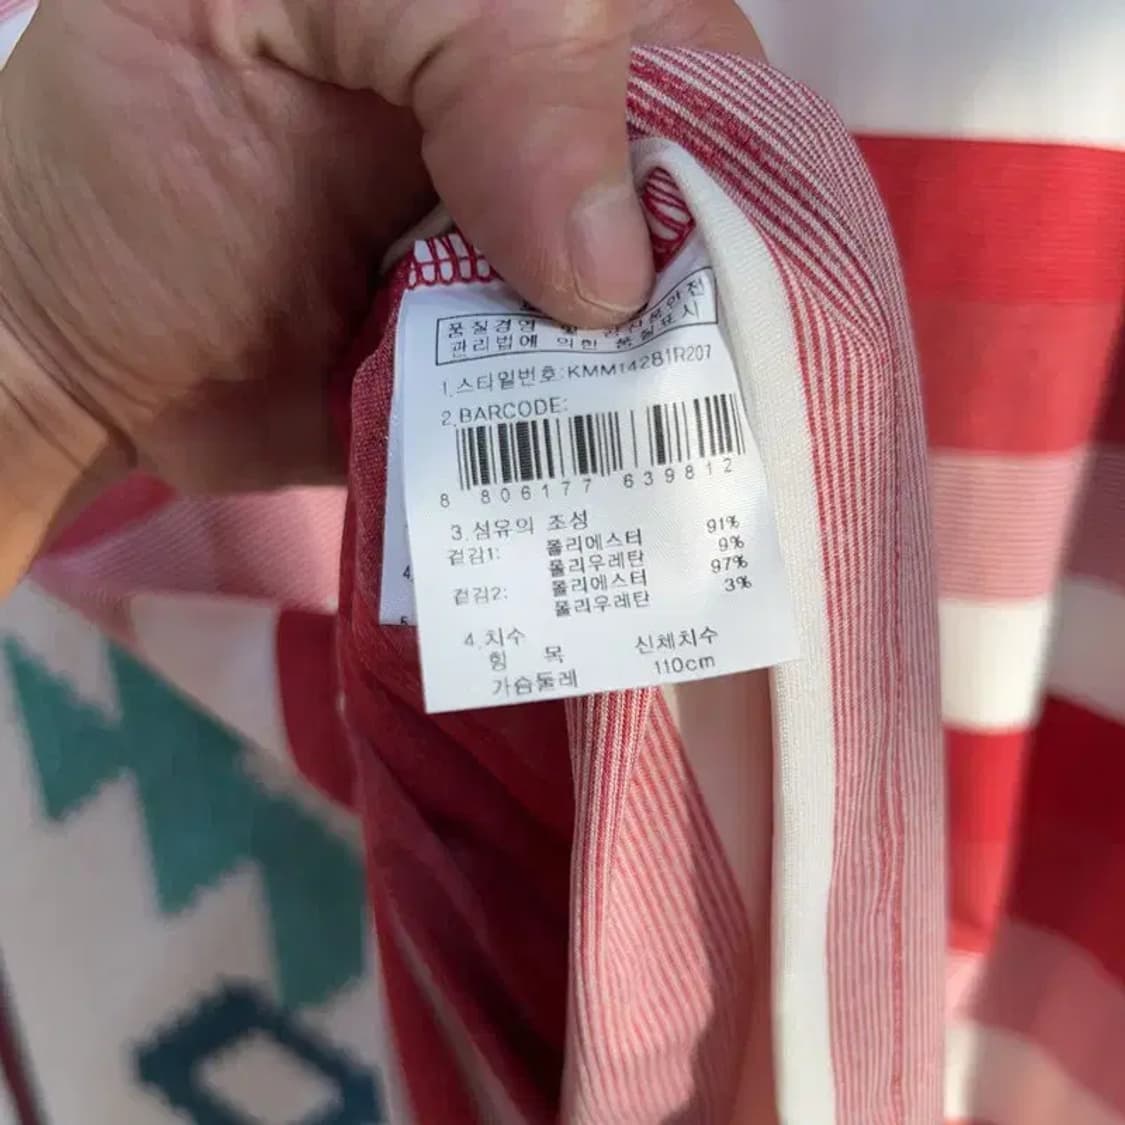 품질경영 및 공산품안전
관리법에 의한 품질표시
1.스타일번호:KMM14281R207
2.BARCODE:
8 806177 639812
3.섬유의 조성
겉감1: 폴리에스터 91%
폴리우레탄 9%
겉감2: 폴리에스터 97%
폴리우레탄 3%
4.치수
항 목 신체치수
가슴둘레 110cm
4
5